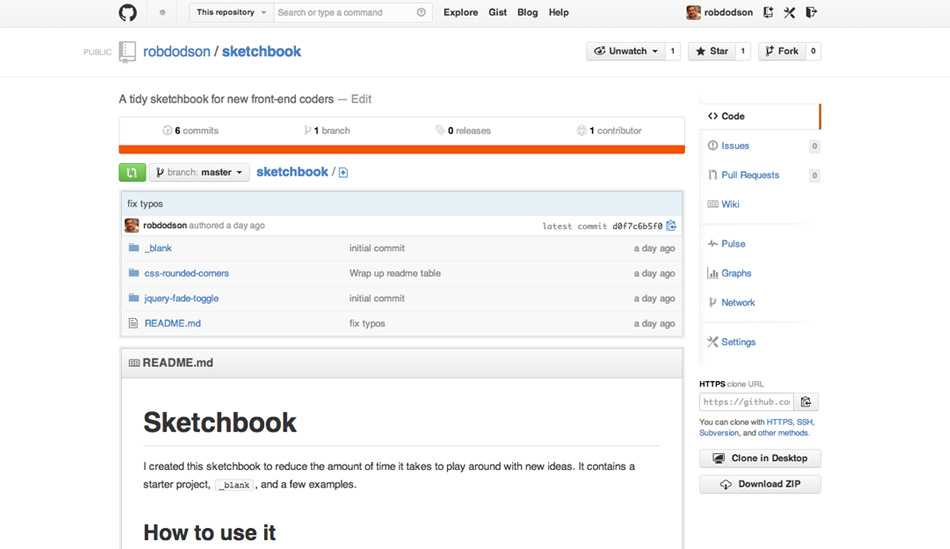 This repository Search or type a command Explore Gist Blog Help robdodson
PUBLIC robdodson / sketchbook Unwatch 1 Star 1 Fork 0
A tidy sketchbook for new front-end coders — Edit
6 commits 1 branch 0 releases 1 contributor
branch: master sketchbook /
fix typos
robdodson authored a day ago latest commit d0f7c6b5f0
_blank initial commit a day ago
css-rounded-corners Wrap up readme table a day ago
jquery-fade-toggle initial commit a day ago
README.md fix typos a day ago
README.md
Sketchbook
I created this sketchbook to reduce the amount of time it takes to play around with new ideas. It contains a
starter project, _blank , and a few examples.
How to use it
Code
Issues 0
Pull Requests 0
Wiki
Pulse
Graphs
Network
Settings
HTTPS clone URL
https://github.co
You can clone with HTTPS, SSH,
Subversion, and other methods.
Clone in Desktop
Download ZIP